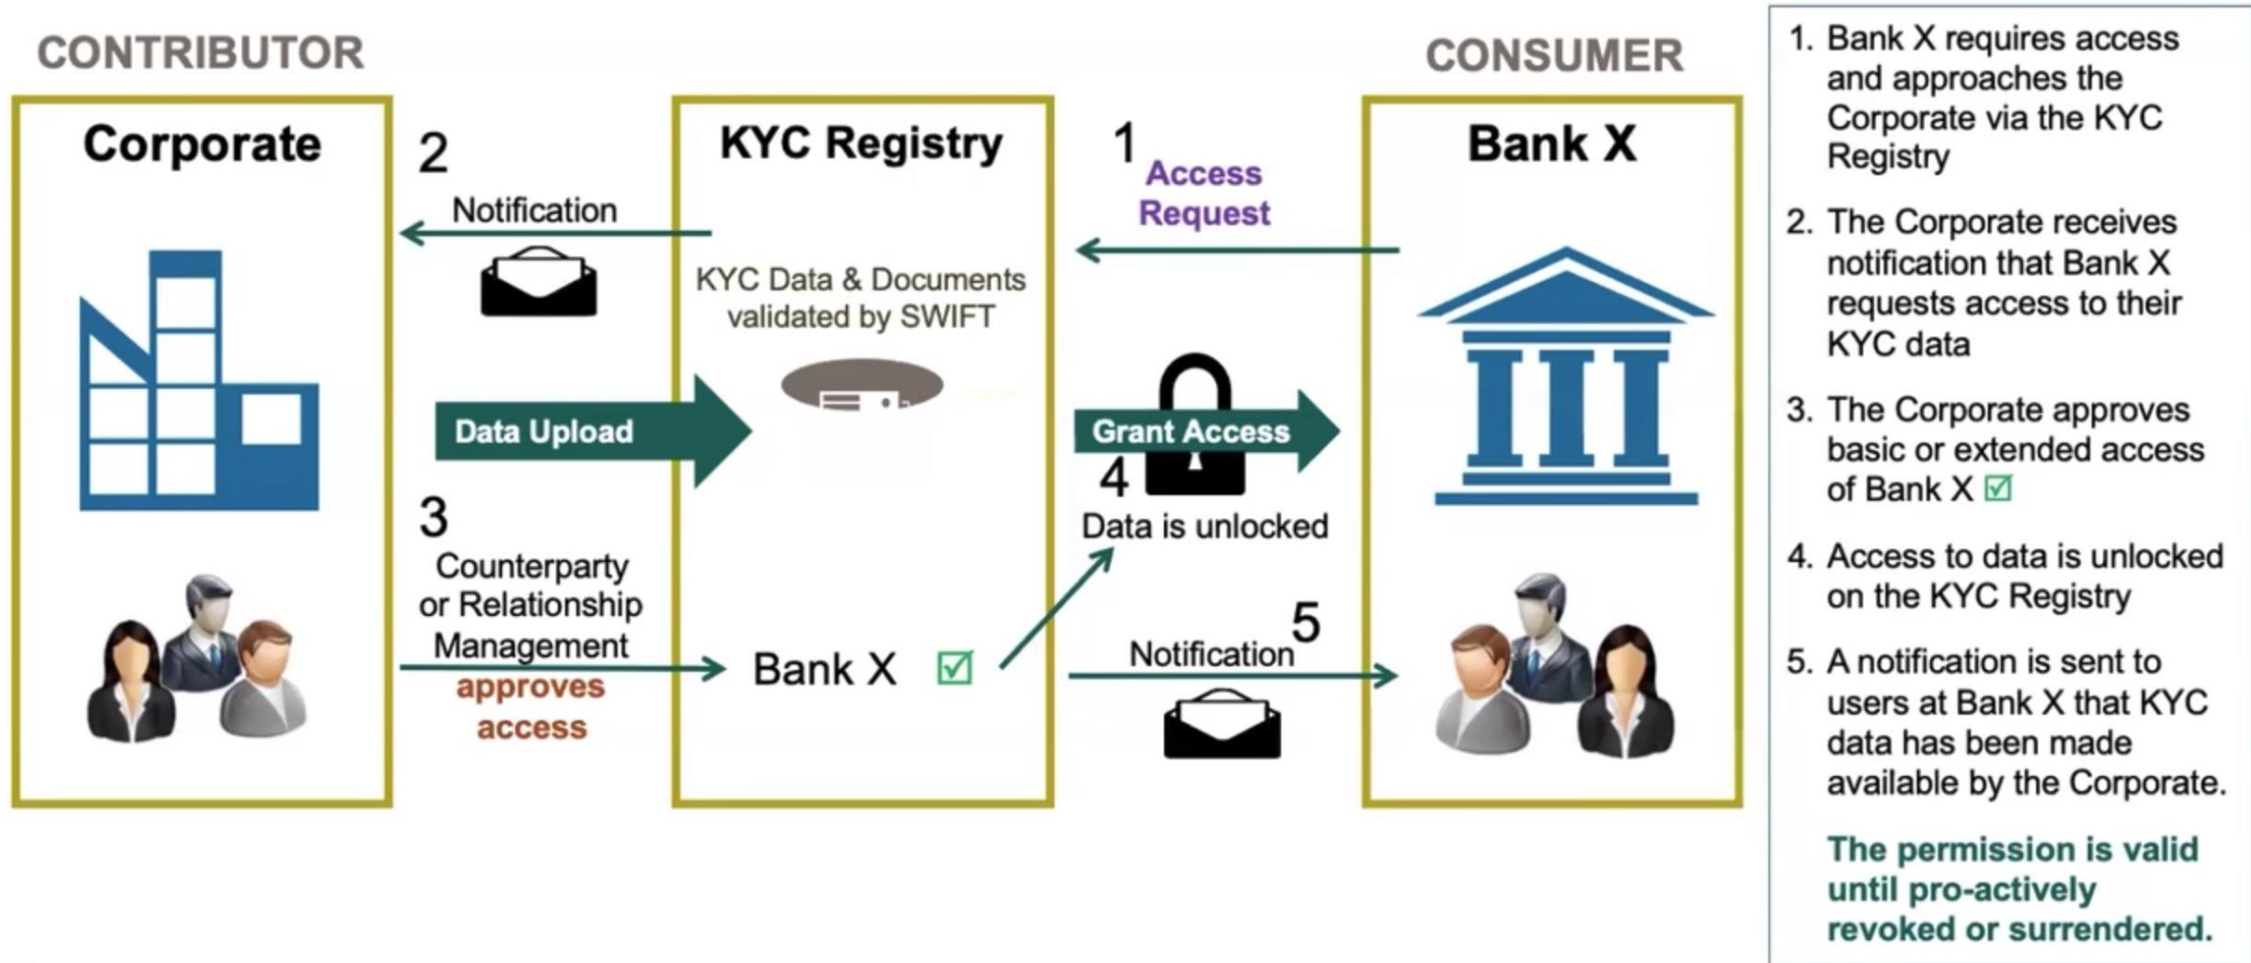 CONTRIBUTOR
Corporate
2
Notification
Data Upload
3
Counterparty
or Relationship
Management
approves
access
KYC Registry
KYC Data & Documents
validated by SWIFT
Bank X
1
Access
Request
Grant Access
4
Data is unlocked
5
Notification
CONSUMER
Bank X
1. Bank X requires access
and approaches the
Corporate via the KYC
Registry
2. The Corporate receives
notification that Bank X
requests access to their
KYC data
3. The Corporate approves
basic or extended access
of Bank X ☑
4. Access to data is unlocked
on the KYC Registry
5. A notification is sent to
users at Bank X that KYC
data has been made
available by the Corporate.
The permission is valid
until pro-actively
revoked or surrendered.